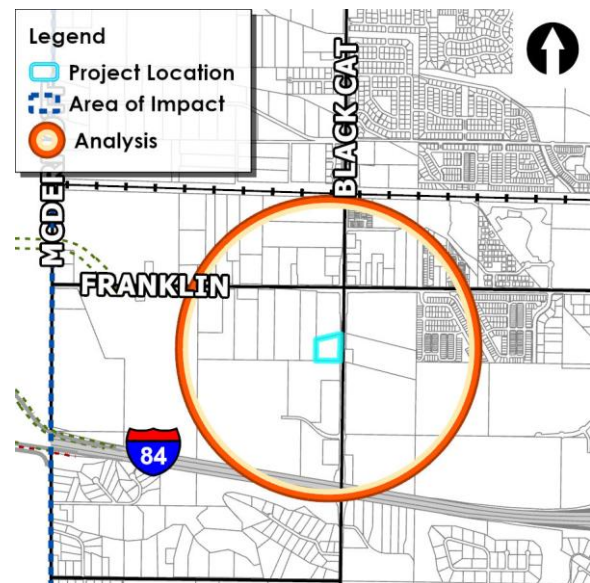 Legend
Project Location
Area of Impact
Analysis
BLACK CAT
FRANKLIN
84